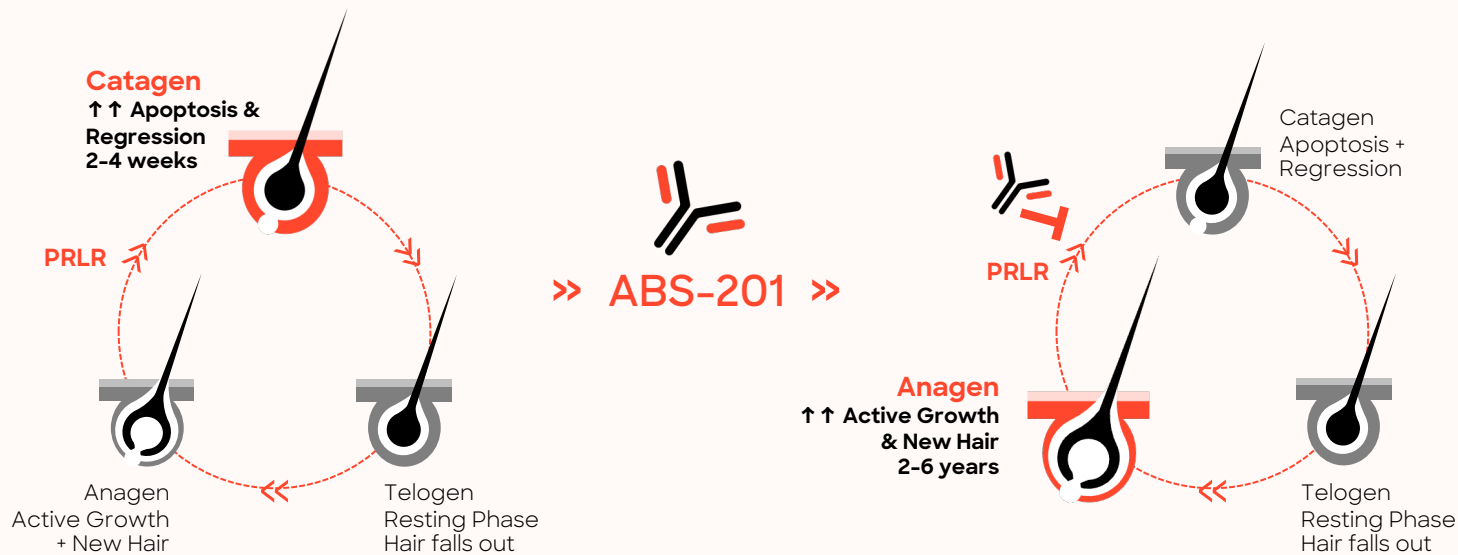 Catagen
↑↑ Apoptosis &
Regression
2-4 weeks
PRLR
Anagen
Active Growth
+ New Hair
Telogen
Resting Phase
Hair falls out
» ABS-201 »
Catagen
Apoptosis +
Regression
PRLR
Anagen
↑↑ Active Growth
& New Hair
2-6 years
Telogen
Resting Phase
Hair falls out